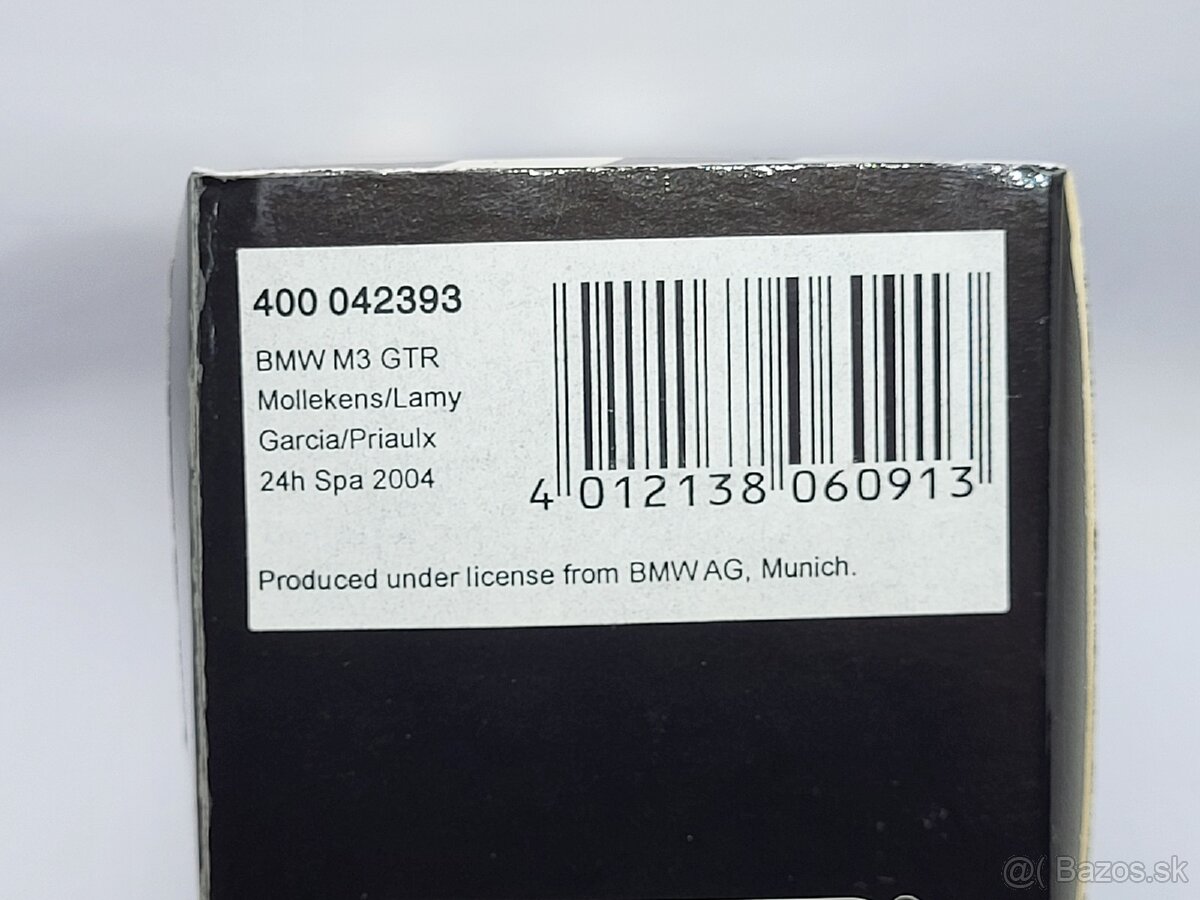 400 042393
BMW M3 GTR
Mollekens/Lamy
Garcia/Priaulx
24h Spa 2004
4 012138 060913
Produced under license from BMW AG, Munich.
@( Bazos.sk